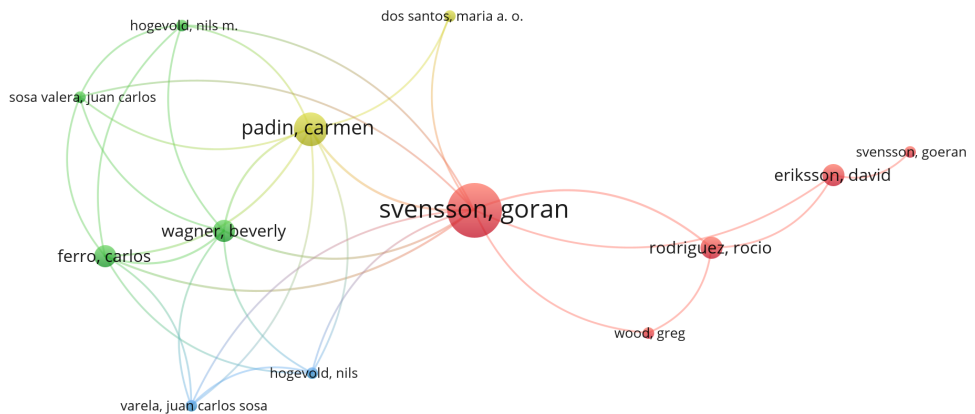 dos santos, maria a. o.
hogevold, nils m.
sosa valera, juan carlos
padin, carmen
svensson, goeran
eriksson, david
svensson, goran
wagner, beverly
rodriguez, rocio
ferro, carlos
wood, greg
hogevold, nils
varela, juan carlos sosa